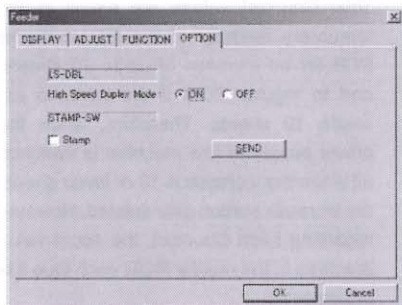 Feeder
DISPLAY ADJUST FUNCTION OPTION
LS-DBL
High Speed Duplex Mode ON OFF
STAMP-SW
Stamp
SEND
OK Cancel